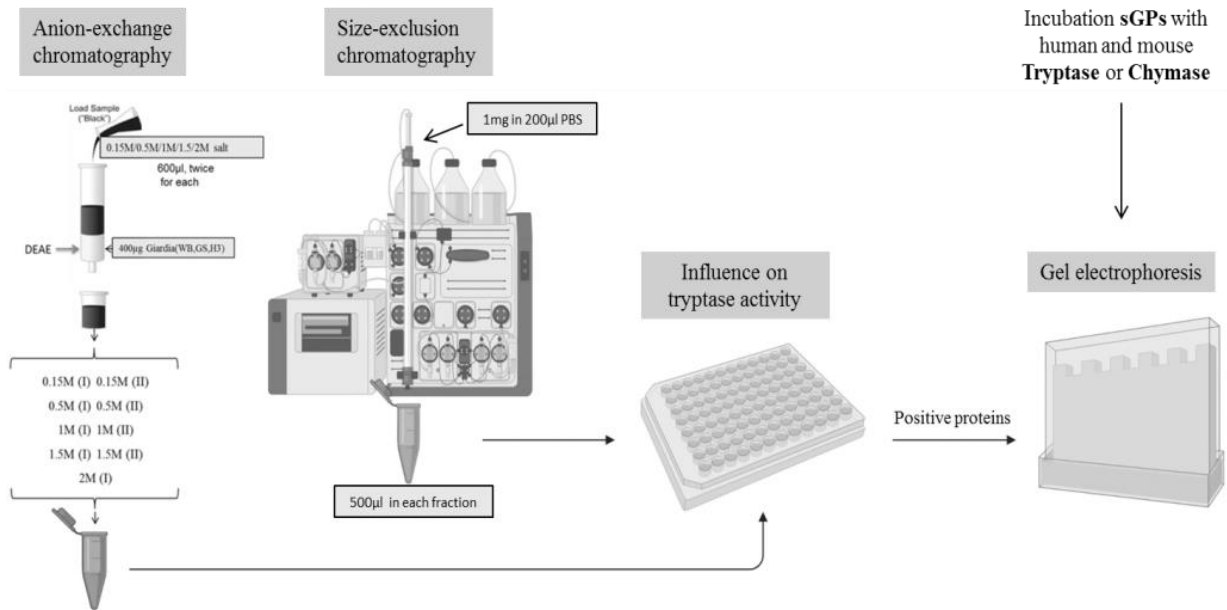 Anion-exchange
chromatography
Load Sample
("Black")
0.15M/0.5M/1M/1.5/2M salt
600µl, twice
for each
DEAE
400µg Giardia(WB,GS,H3)
0.15M (I) 0.15M (II)
0.5M (I) 0.5M (II)
1M (I) 1M (II)
1.5M (I) 1.5M (II)
2M (I)
Size-exclusion
chromatography
1mg in 200µl PBS
500µl in each fraction
Influence on
tryptase activity
Positive proteins
Incubation sGPs with
human and mouse
Tryptase or Chymase
Gel electrophoresis